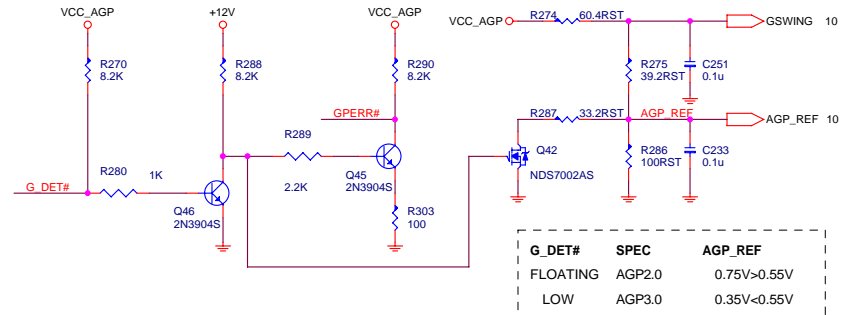 VCC_AGP
+12V
VCC_AGP
VCC_AGP
R274
60.4RST
GSWING 10
R270
8.2K
R288
8.2K
R290
8.2K
R275
39.2RST
C251
0.1u
GPERR#
R287
33.2RST
AGP_REF
AGP_REF 10
R289
2.2K
Q45
2N3904S
Q42
NDS7002AS
R286
100RST
C233
0.1u
G_DET#
R280
1K
Q46
2N3904S
R303
100
G_DET# SPEC AGP_REF
FLOATING AGP2.0 0.75V>0.55V
LOW AGP3.0 0.35V<0.55V